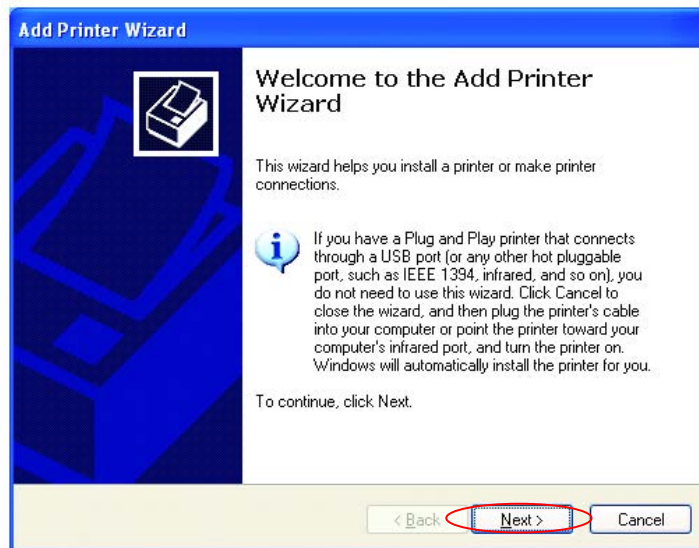 Add Printer Wizard
Welcome to the Add Printer
Wizard
This wizard helps you install a printer or make printer
connections.
If you have a Plug and Play printer that connects
through a USB port (or any other hot pluggable
port, such as IEEE 1394, infrared, and so on), you
do not need to use this wizard. Click Cancel to
close the wizard, and then plug the printer's cable
into your computer or point the printer toward your
computer's infrared port, and turn the printer on.
Windows will automatically install the printer for you.
To continue, click Next.
< Back Next > Cancel